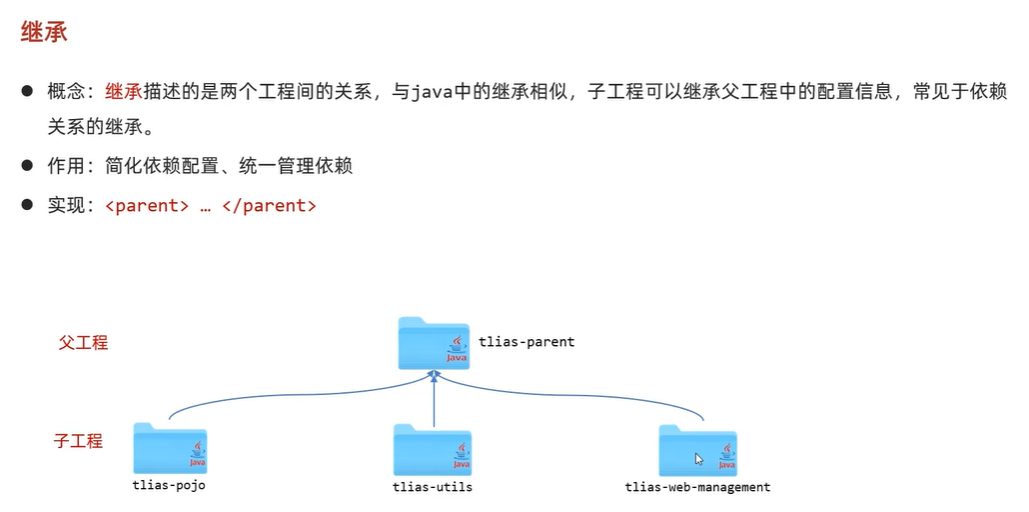 继承
● 概念：继承描述的是两个工程间的关系，与java中的继承相似，子工程可以继承父工程中的配置信息，常见于依赖
关系的继承。
● 作用：简化依赖配置、统一管理依赖
● 实现：<parent> … </parent>
父工程
Java
tlias-parent
子工程
Java
Java
Java
tlias-pojo
tlias-utils
tlias-web-management